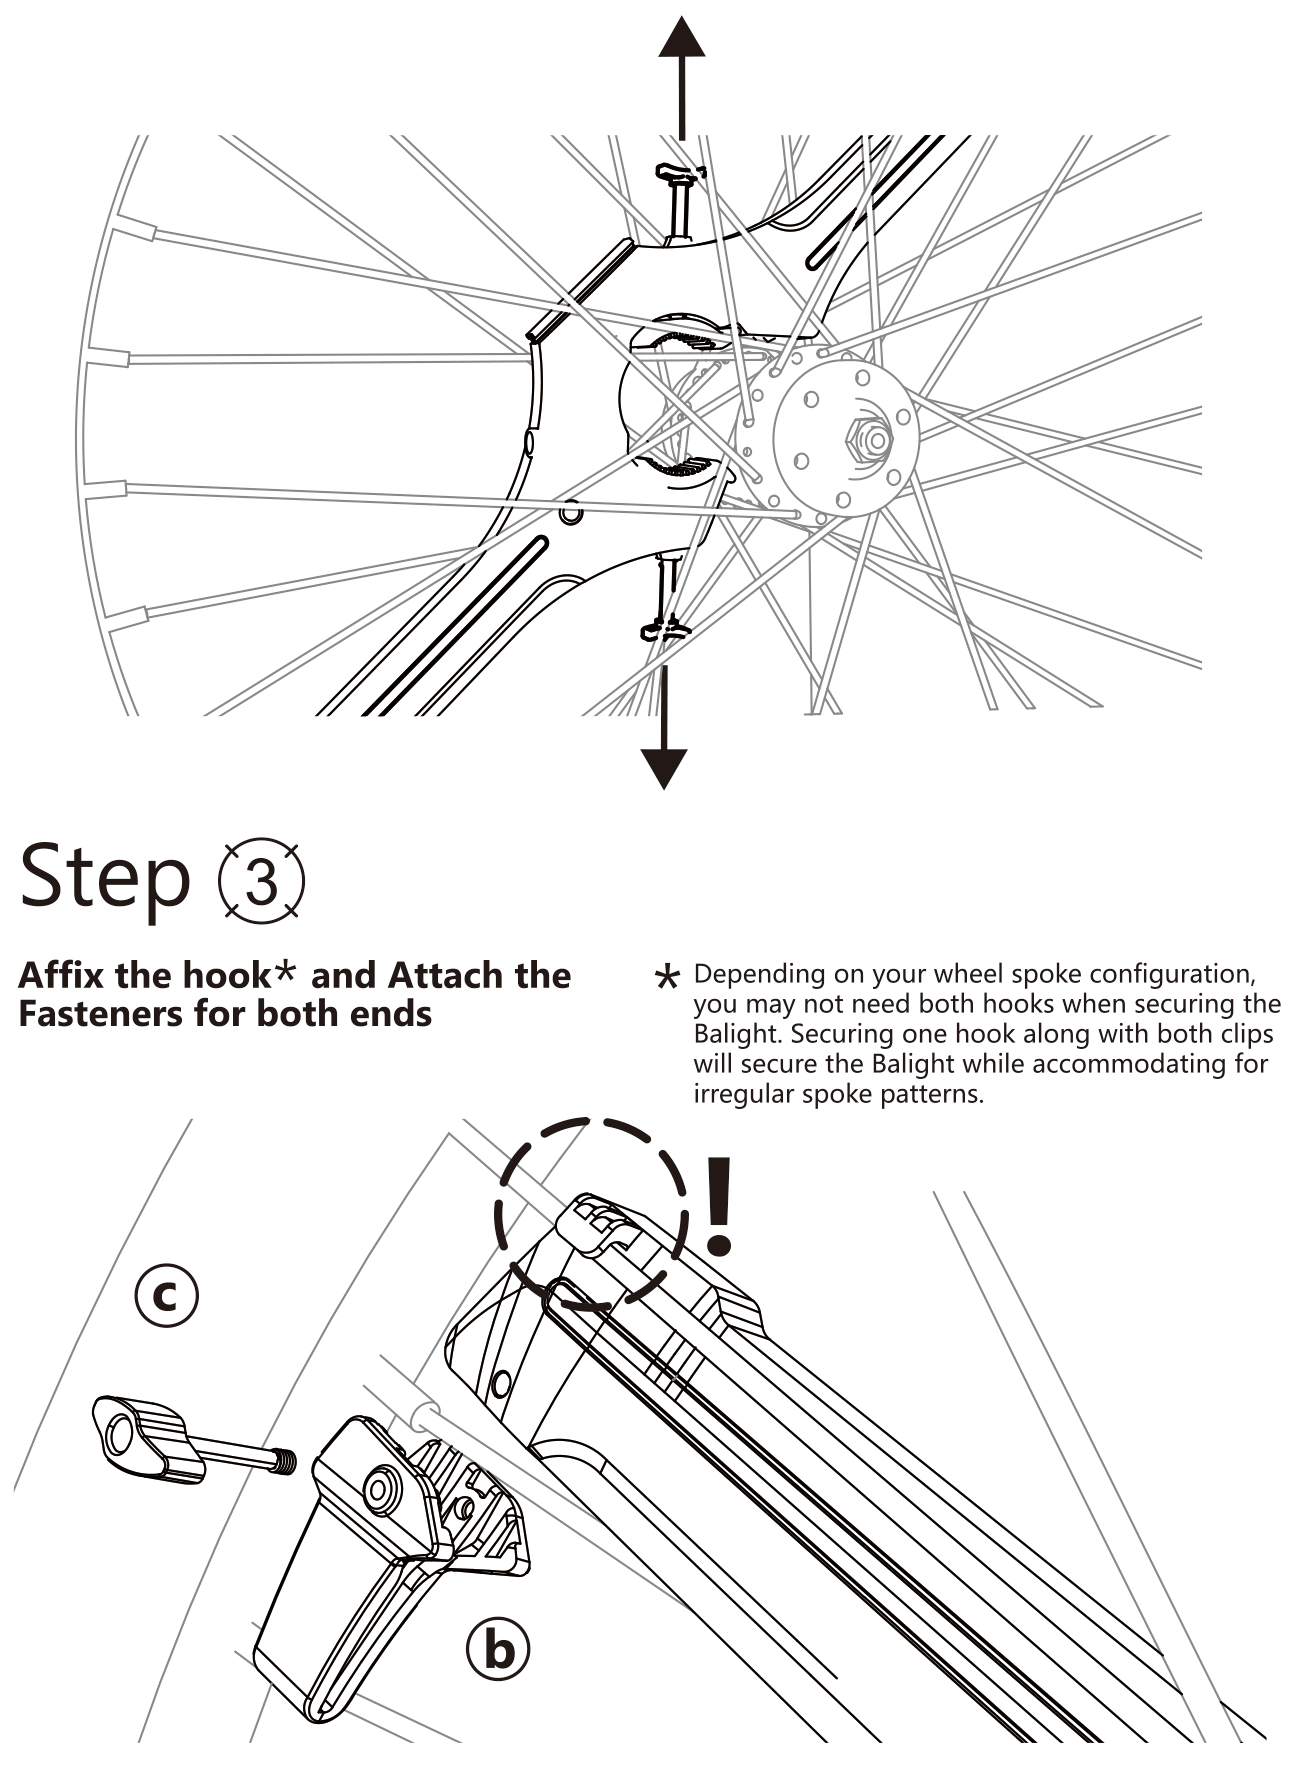 Step 3
Affix the hook* and Attach the
Fasteners for both ends
* Depending on your wheel spoke configuration,
you may not need both hooks when securing the
Balight. Securing one hook along with both clips
will secure the Balight while accommodating for
irregular spoke patterns.
!
c
b